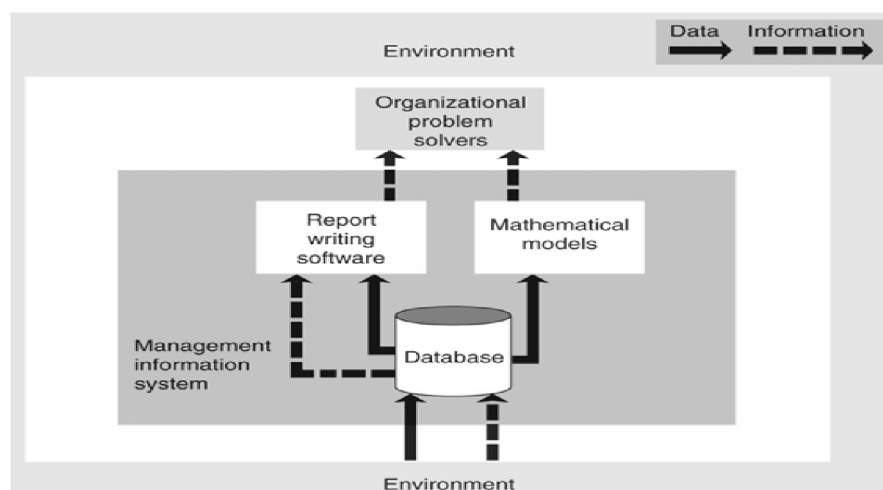 Data Information
Environment
Organizational
problem
solvers
Report
writing
software
Mathematical
models
Database
Management
information
system
Environment